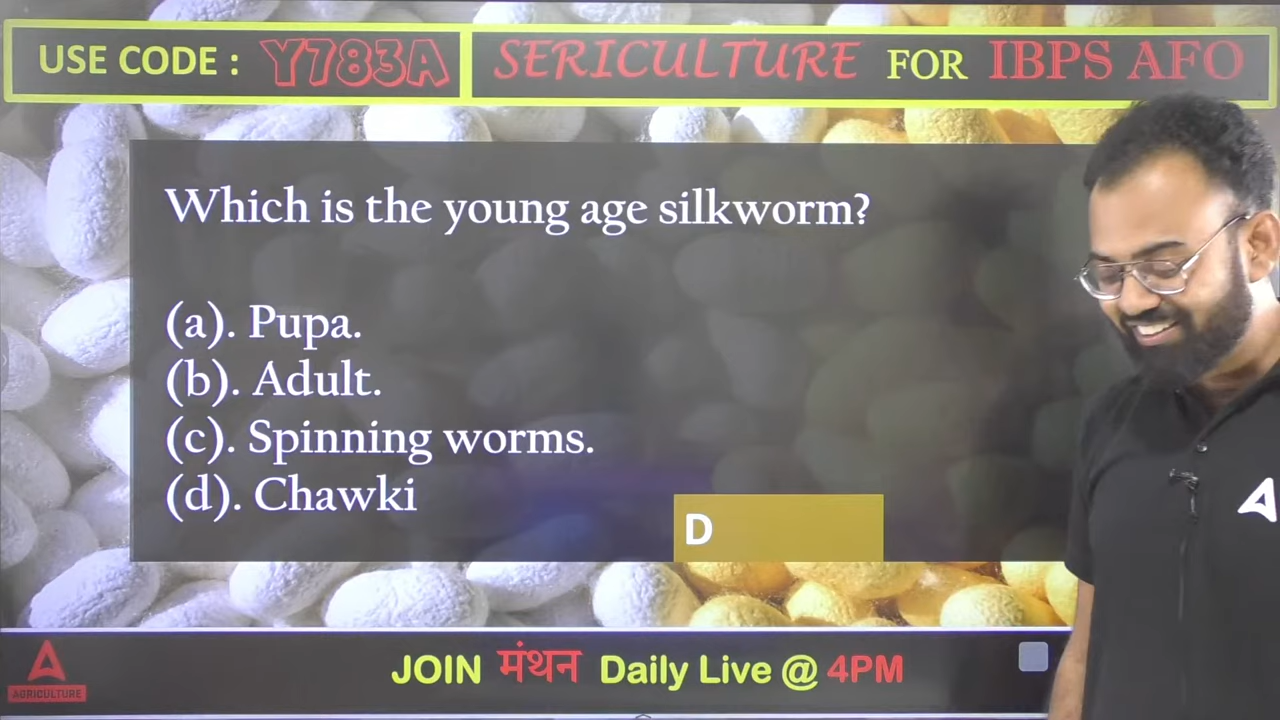 USE CODE : Y783A
SERICULTURE FOR IBPS AFO
Which is the young age silkworm?
(a). Pupa.
(b). Adult.
(c). Spinning worms.
(d). Chawki
D
A
AGRICULTURE
JOIN मंथन Daily Live @ 4PM
A